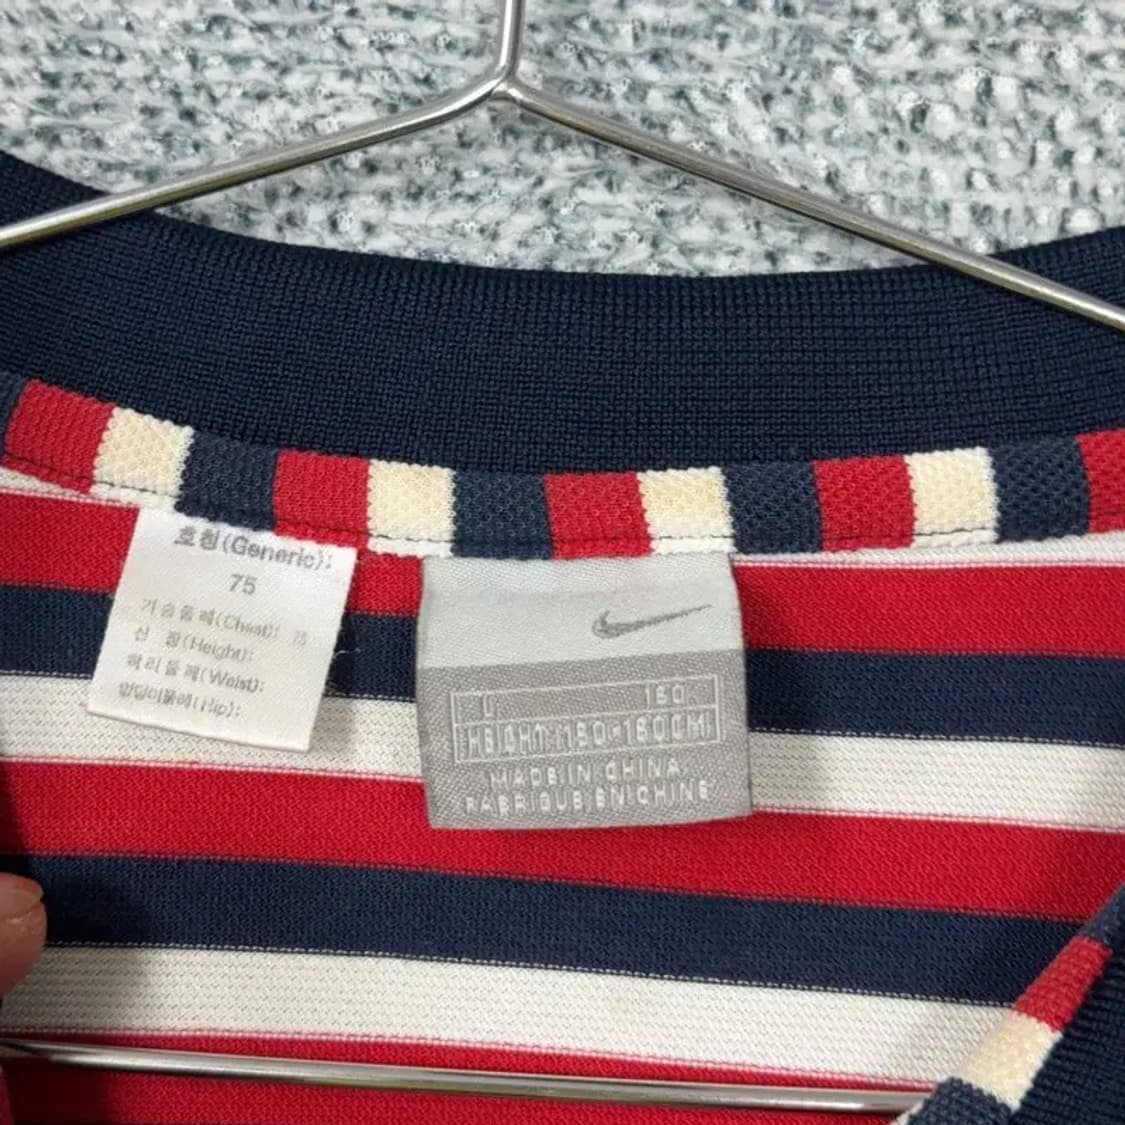 호칭(Generic):
75
가슴둘레(Chest): 75
신 장(Height):
허리둘레(Waist):
엉덩이둘레(Hip):
L 160
HEIGHT:150-160CM
MADE IN CHINA
FABRIQUE EN CHINE